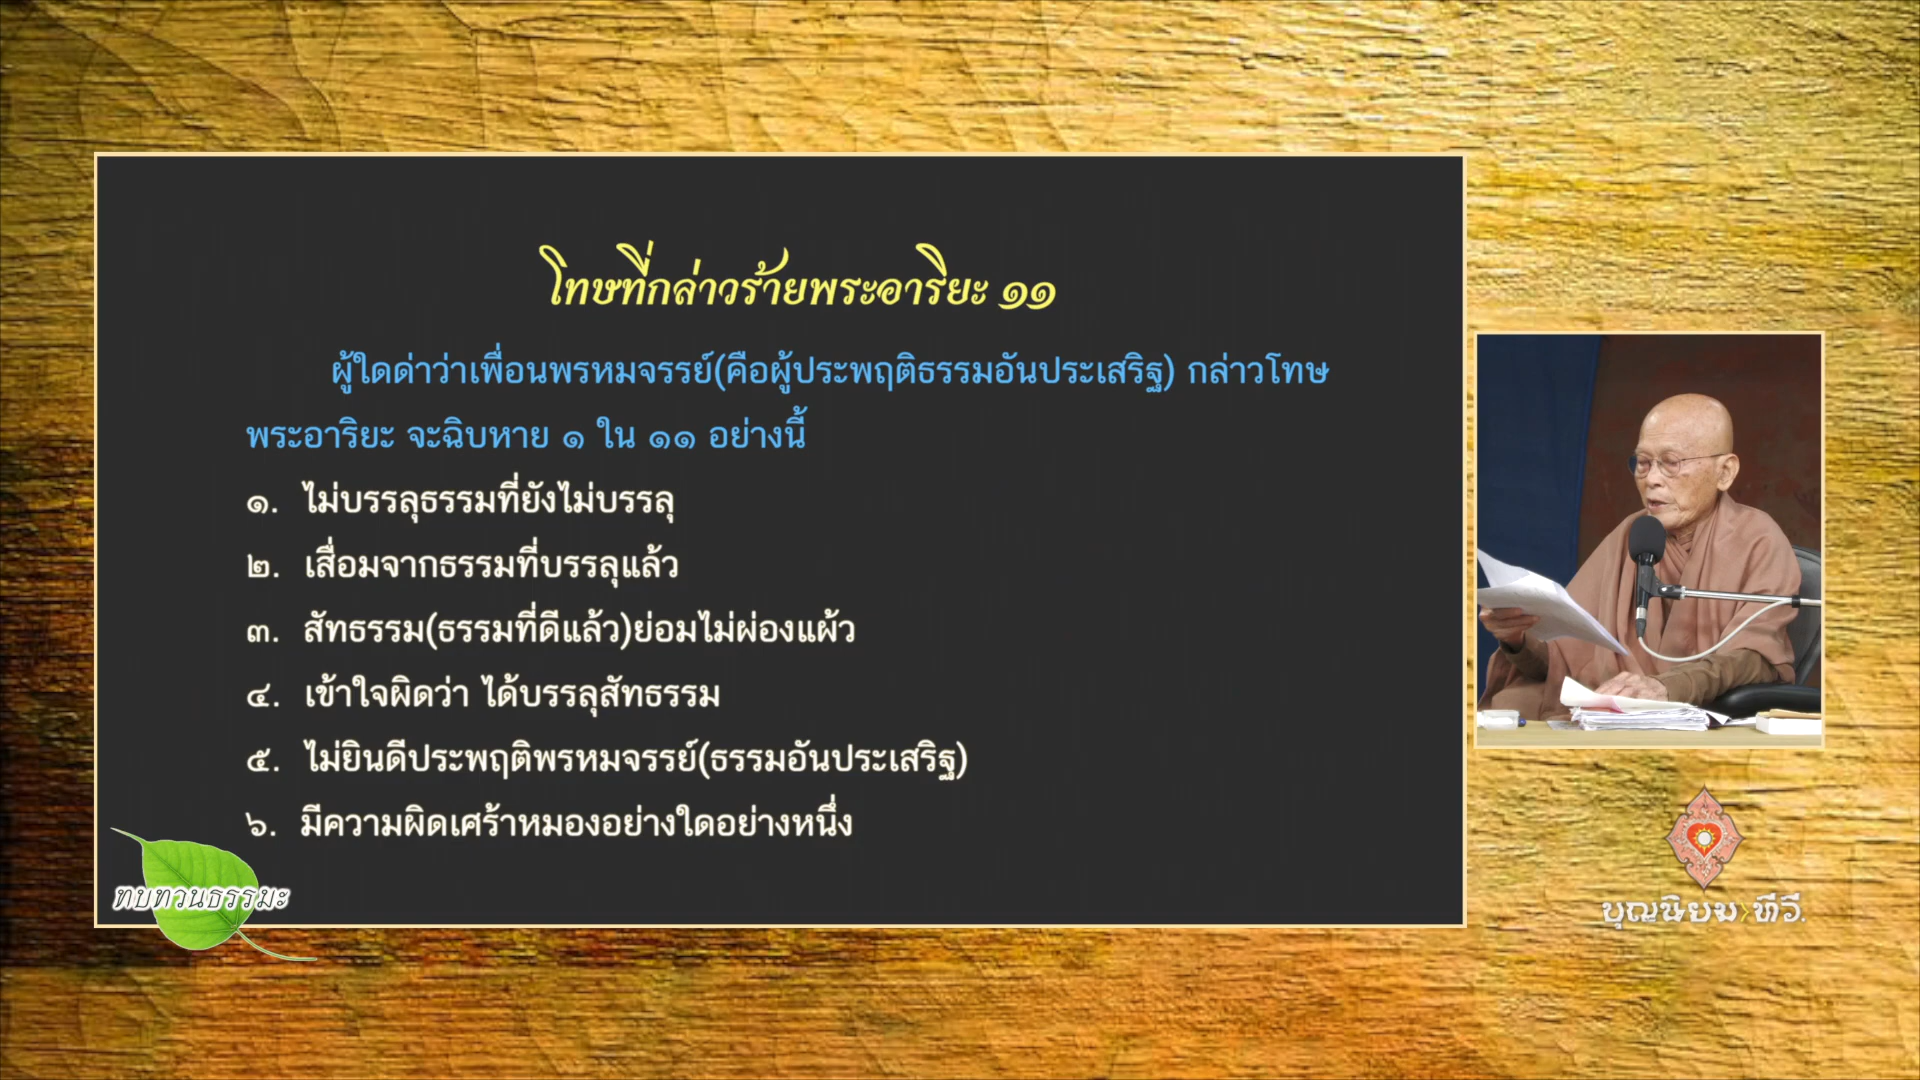 โทษที่กล่าวร้ายพระอาริยะ ๑๑
ผู้ใดด่าว่าเพื่อนพรหมจรรย์(คือผู้ประพฤติธรรมอันประเสริฐ) กล่าวโทษ
พระอาริยะ จะฉิบหาย ๑ ใน ๑๑ อย่างนี้
๑. ไม่บรรลุธรรมที่ยังไม่บรรลุ
๒. เสื่อมจากธรรมที่บรรลุแล้ว
๓. สัทธรรม(ธรรมที่ดีแล้ว)ย่อมไม่ผ่องแผ้ว
๔. เข้าใจผิดว่า ได้บรรลุสัทธรรม
๕. ไม่ยินดีประพฤติพรหมจรรย์(ธรรมอันประเสริฐ)
๖. มีความผิดเศร้าหมองอย่างใดอย่างหนึ่ง
ทบทวนธรรมะ
บุญนิยม ทีวี.